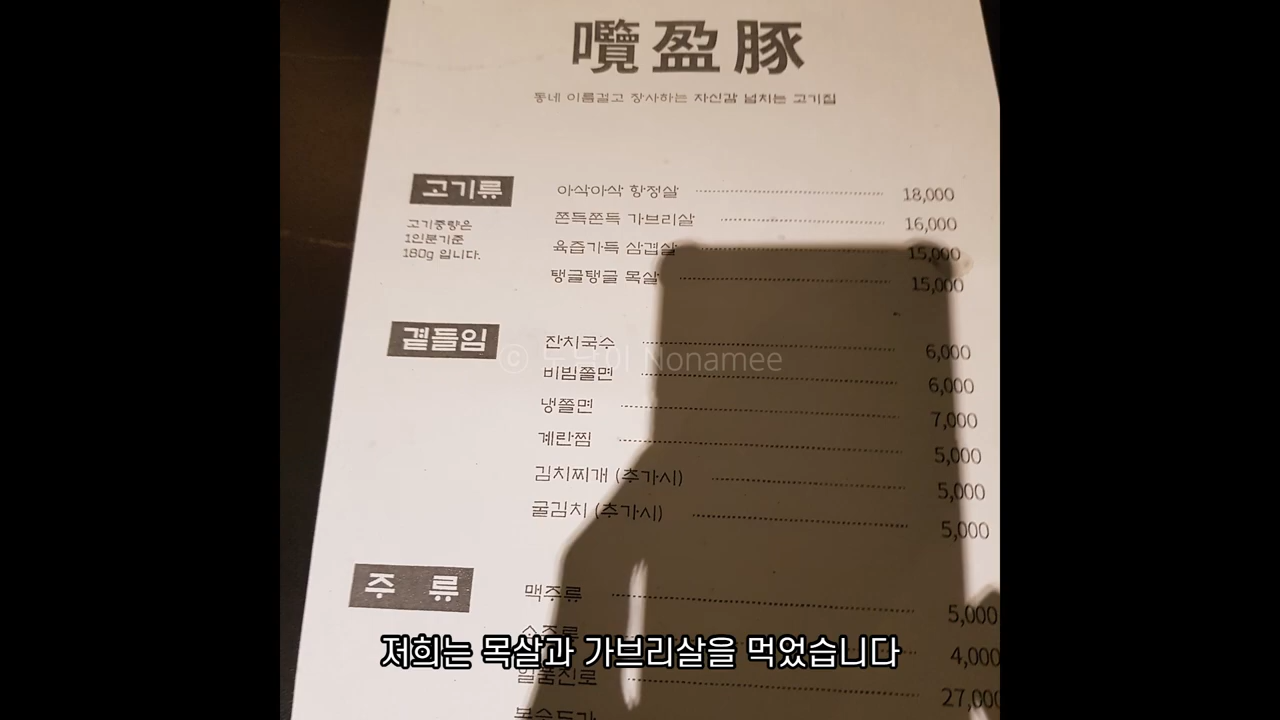 囕盈豚
동네 이름걸고 장사하는 자신감 넘치는 고기집
고기류
고기중량은
1인분기준
180g 입니다.
아삭아삭 항정살 18,000
쫀득쫀득 가브리살 16,000
육즙가득 삼겹살 15,000
탱글탱글 목살 15,000
곁들임
잔치국수 6,000
비빔쫄면 6,000
냉쫄면 7,000
계란찜 5,000
김치찌개 (추가시) 5,000
굴김치 (추가시) 5,000
© Nonamee
주 류
맥주류 5,000
소주류 4,000
일품진로 27,000
저희는 목살과 가브리살을 먹었습니다